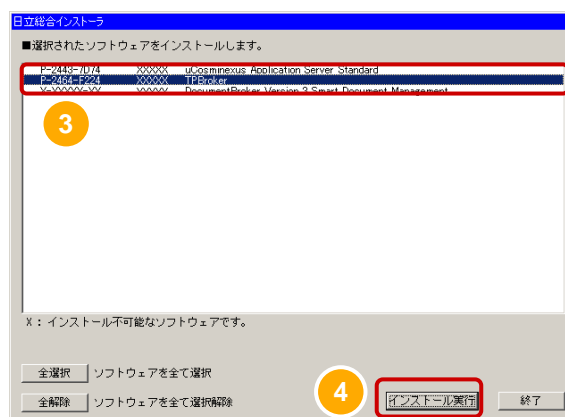 日立総合インストーラ
■選択されたソフトウェアをインストールします。
P-2443-7D74 XXXXX uCosminexus Application Server Standard
P-2464-F224 XXXXX TPBroker
X-XXXXX-XX XXXXX DocumentBroker Version 3 Smart Document Management
3
X : インストール不可能なソフトウェアです。
全選択 ソフトウェアを全て選択
全解除 ソフトウェアを全て選択解除
4 インストール実行 終了